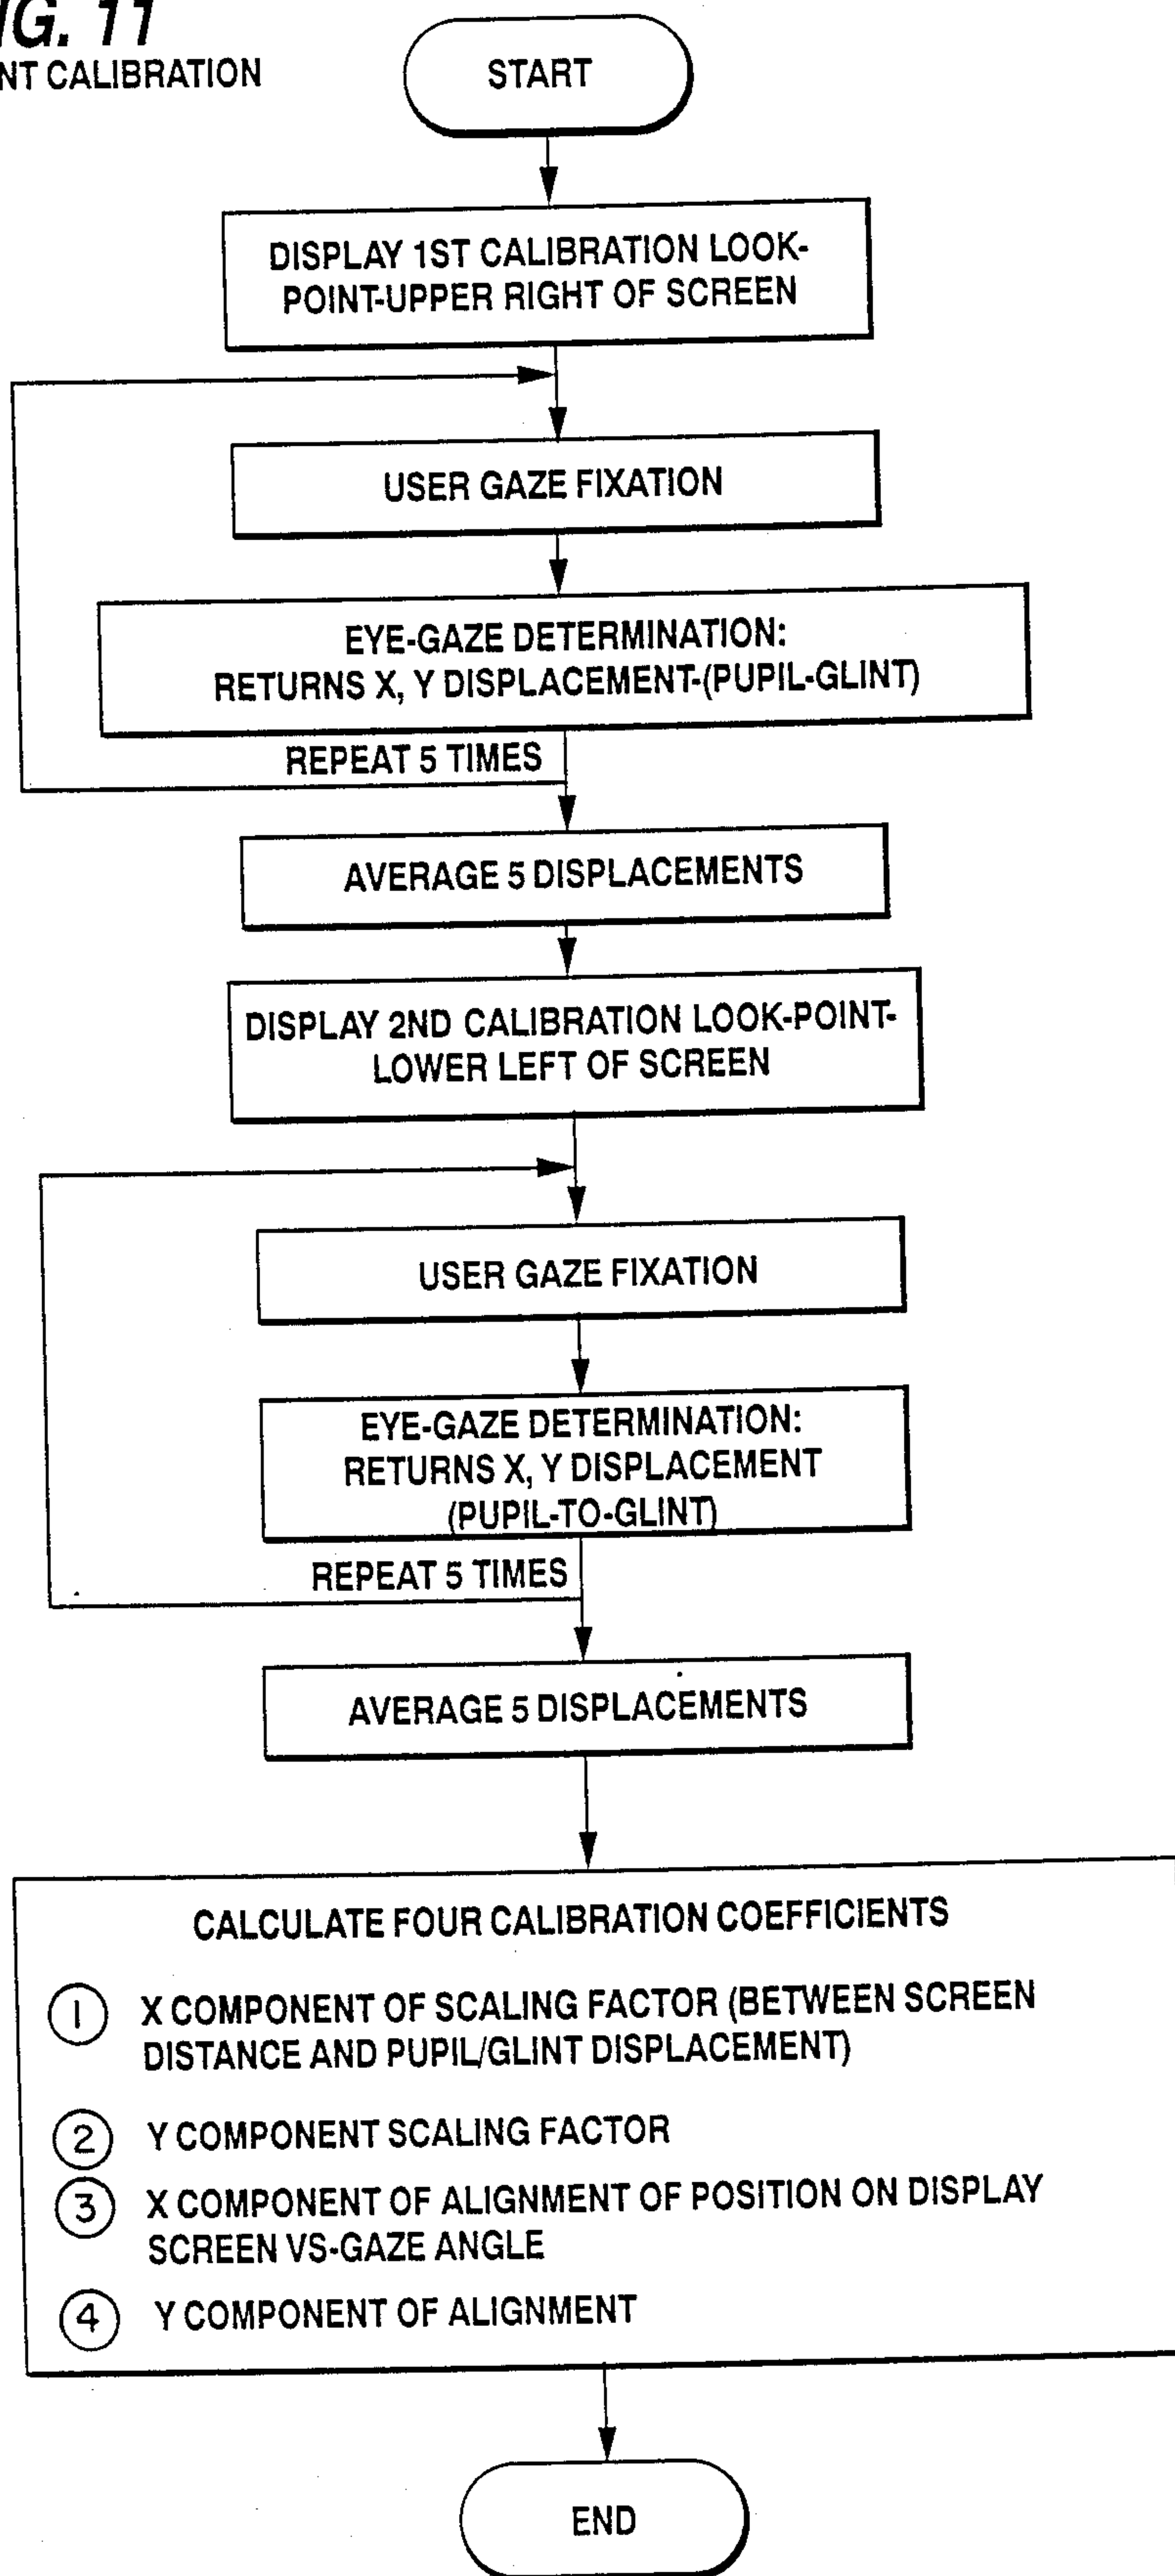 IG. 11
NT CALIBRATION
START
DISPLAY 1ST CALIBRATION LOOK-
POINT-UPPER RIGHT OF SCREEN
USER GAZE FIXATION
EYE-GAZE DETERMINATION:
RETURNS X, Y DISPLACEMENT-(PUPIL-GLINT)
REPEAT 5 TIMES
AVERAGE 5 DISPLACEMENTS
DISPLAY 2ND CALIBRATION LOOK-POINT-
LOWER LEFT OF SCREEN
USER GAZE FIXATION
EYE-GAZE DETERMINATION:
RETURNS X, Y DISPLACEMENT
(PUPIL-TO-GLINT)
REPEAT 5 TIMES
AVERAGE 5 DISPLACEMENTS
CALCULATE FOUR CALIBRATION COEFFICIENTS
1 X COMPONENT OF SCALING FACTOR (BETWEEN SCREEN
DISTANCE AND PUPIL/GLINT DISPLACEMENT)
2 Y COMPONENT SCALING FACTOR
3 X COMPONENT OF ALIGNMENT OF POSITION ON DISPLAY
SCREEN VS-GAZE ANGLE
4 Y COMPONENT OF ALIGNMENT
END